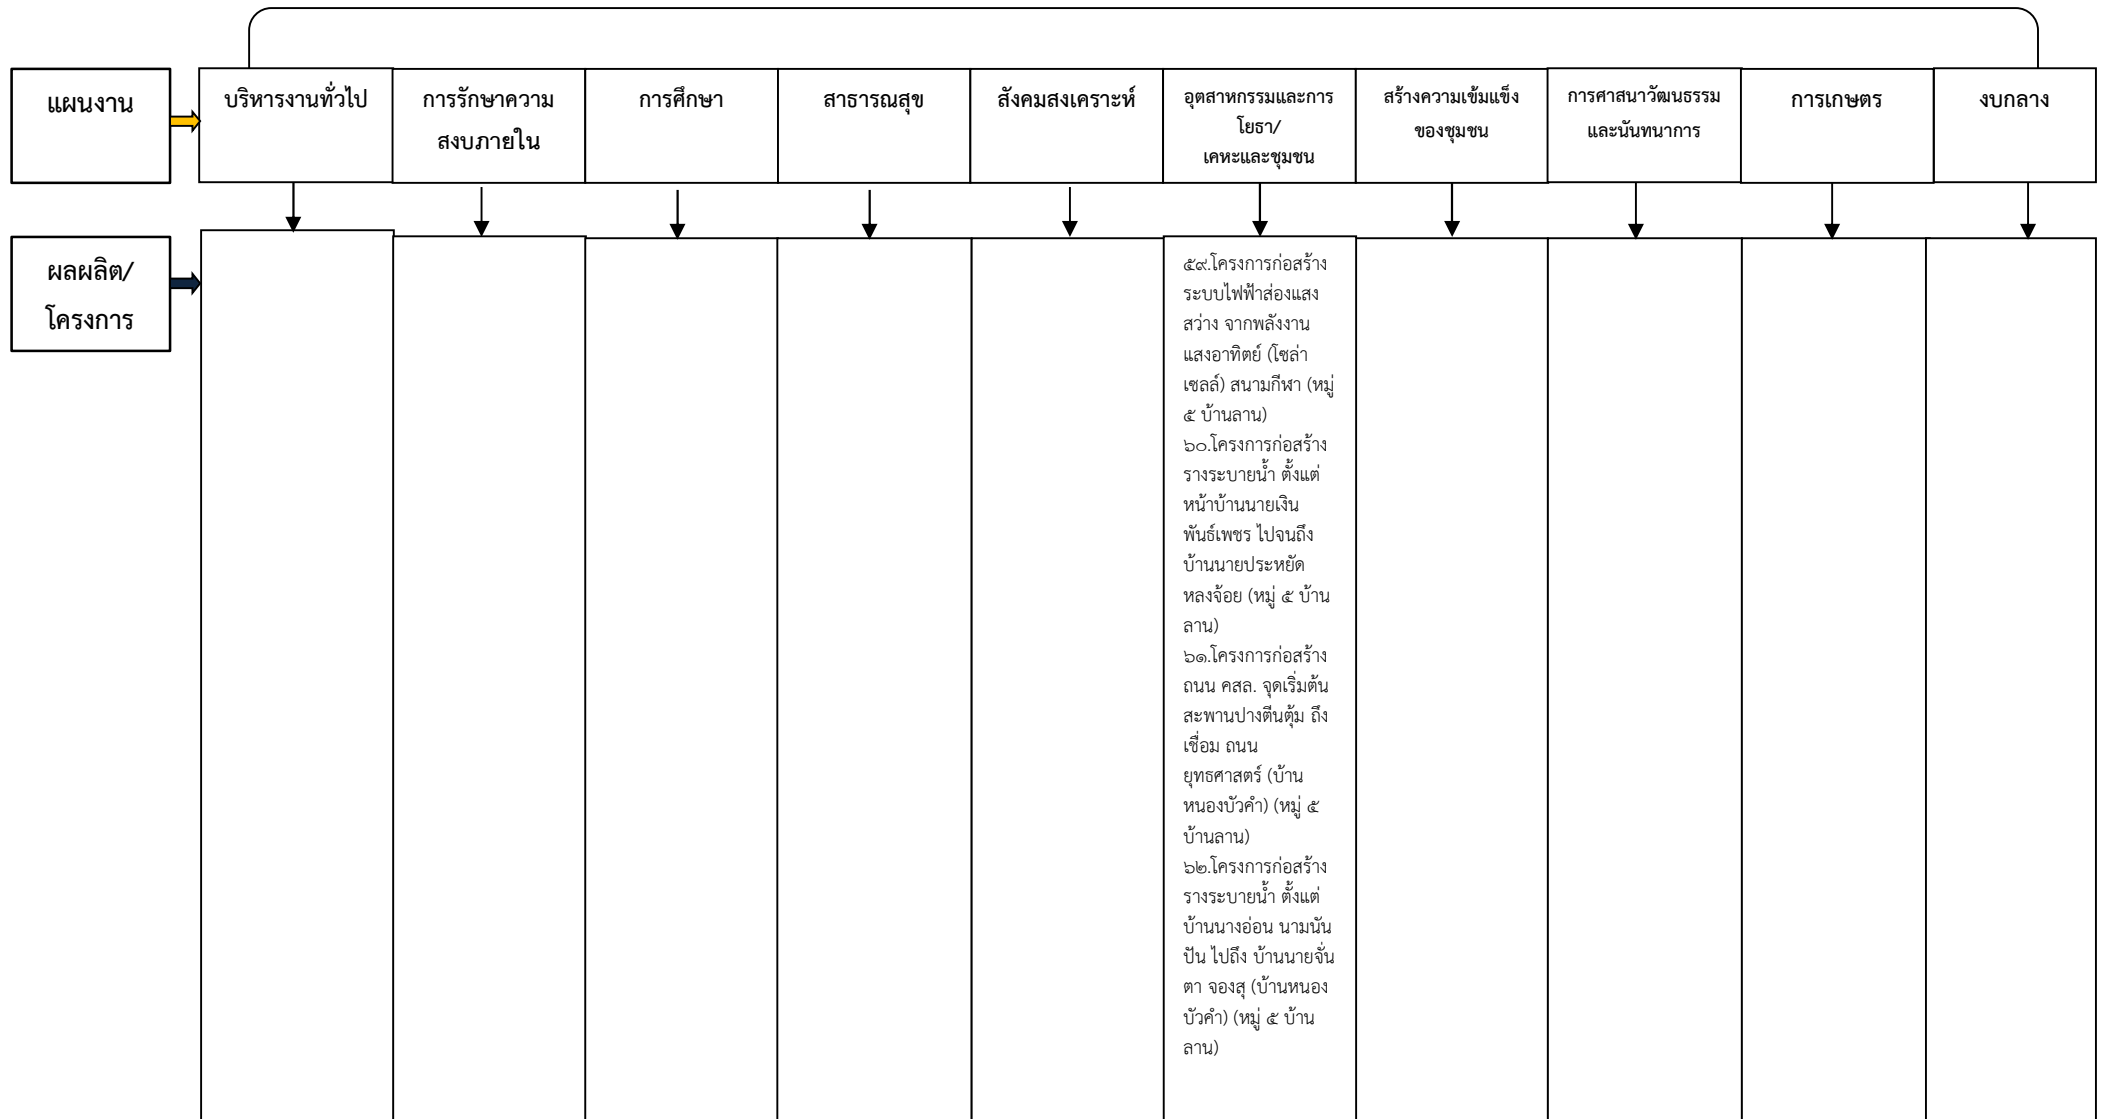 แผนงาน
บริหารงานทั่วไป
การรักษาความ
สงบภายใน
การศึกษา
สาธารณสุข
สังคมสงเคราะห์
อุตสาหกรรมและการ
โยธา/
เคหะและชุมชน
สร้างความเข้มแข็ง
ของชุมชน
การศาสนาวัฒนธรรม
และนันทนาการ
การเกษตร
งบกลาง
ผลผลิต/
โครงการ
๕๙.โครงการก่อสร้าง
ระบบไฟฟ้าส่องแสง
สว่าง จากพลังงาน
แสงอาทิตย์ (โซล่า
เซลล์) สนามกีฬา (หมู่
๕ บ้านลาน)
๖๐.โครงการก่อสร้าง
รางระบายน้ำ ตั้งแต่
หน้าบ้านนายเงิน
พันธ์เพชร ไปจนถึง
บ้านนายประหยัด
หลงจ้อย (หมู่ ๕ บ้าน
ลาน)
๖๑.โครงการก่อสร้าง
ถนน คสล. จุดเริ่มต้น
สะพานปางตีนตุ้ม ถึง
เชื่อม ถนน
ยุทธศาสตร์ (บ้าน
หนองบัวคำ) (หมู่ ๕
บ้านลาน)
๖๒.โครงการก่อสร้าง
รางระบายน้ำ ตั้งแต่
บ้านนางอ่อน นามนัน
ปัน ไปถึง บ้านนายจั่น
ตา จองสุ (บ้านหนอง
บัวคำ) (หมู่ ๕ บ้าน
ลาน)